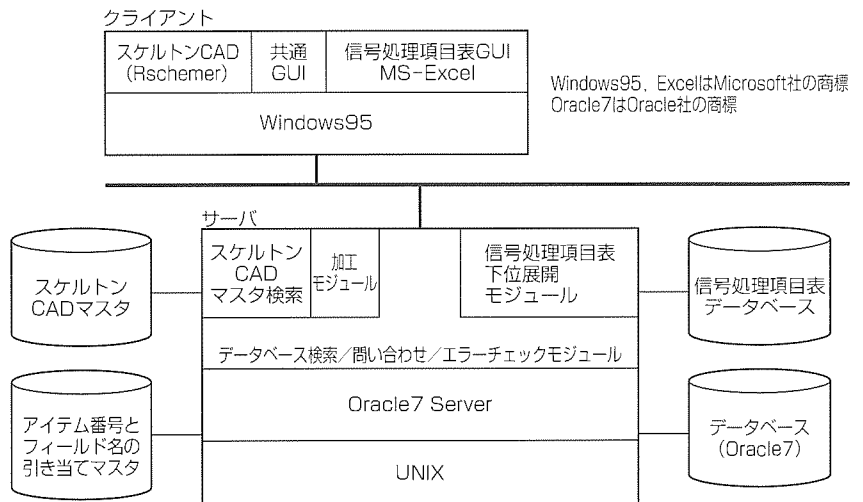 クライアント
スケルトンCAD
(Rschemer)
共通
GUI
信号処理項目表GUI
MS-Excel
Windows95
Windows95，ExcelはMicrosoft社の商標
Oracle7はOracle社の商標
サーバ
スケルトン
CADマスタ
スケルトン
CAD
マスタ検索
加工
モジュール
信号処理項目表
下位展開
モジュール
信号処理項目表
データベース
データベース検索／問い合わせ／エラーチェックモジュール
アイテム番号と
フィールド名の
引き当てマスタ
Oracle7 Server
UNIX
データベース
(Oracle7)